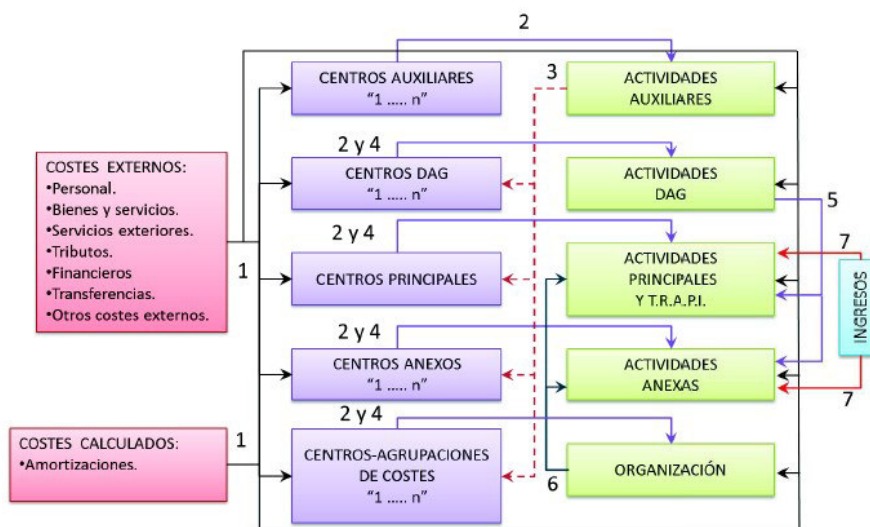 2
CENTROS AUXILIARES
“1 ..... n”
3
ACTIVIDADES
AUXILIARES
2 y 4
COSTES EXTERNOS:
•Personal.
•Bienes y servicios.
•Servicios exteriores.
•Tributos.
•Financieros
•Transferencias.
•Otros costes externos.
1
CENTROS DAG
“1 ..... n”
ACTIVIDADES
DAG
5
2 y 4
CENTROS PRINCIPALES
ACTIVIDADES
PRINCIPALES
Y T.R.A.P.I.
7
INGRESOS
7
2 y 4
CENTROS ANEXOS
“1 ..... n”
ACTIVIDADES
ANEXAS
2 y 4
COSTES CALCULADOS:
•Amortizaciones.
1
CENTROS-AGRUPACIONES
DE COSTES
“1 ..... n”
6
ORGANIZACIÓN